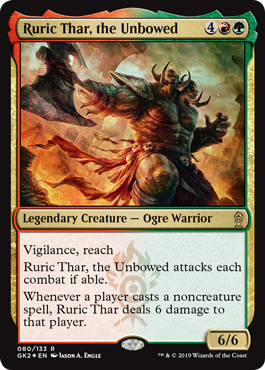 Ruric Thar, the Unbowed 4
Legendary Creature — Ogre Warrior
Vigilance, reach
Ruric Thar, the Unbowed attacks each
combat if able.
Whenever a player casts a noncreature
spell, Ruric Thar deals 6 damage to
that player.
6/6
080/133 R
GK2 ★ EN JASON A. ENGLE
™ & © 2019 Wizards of the Coast